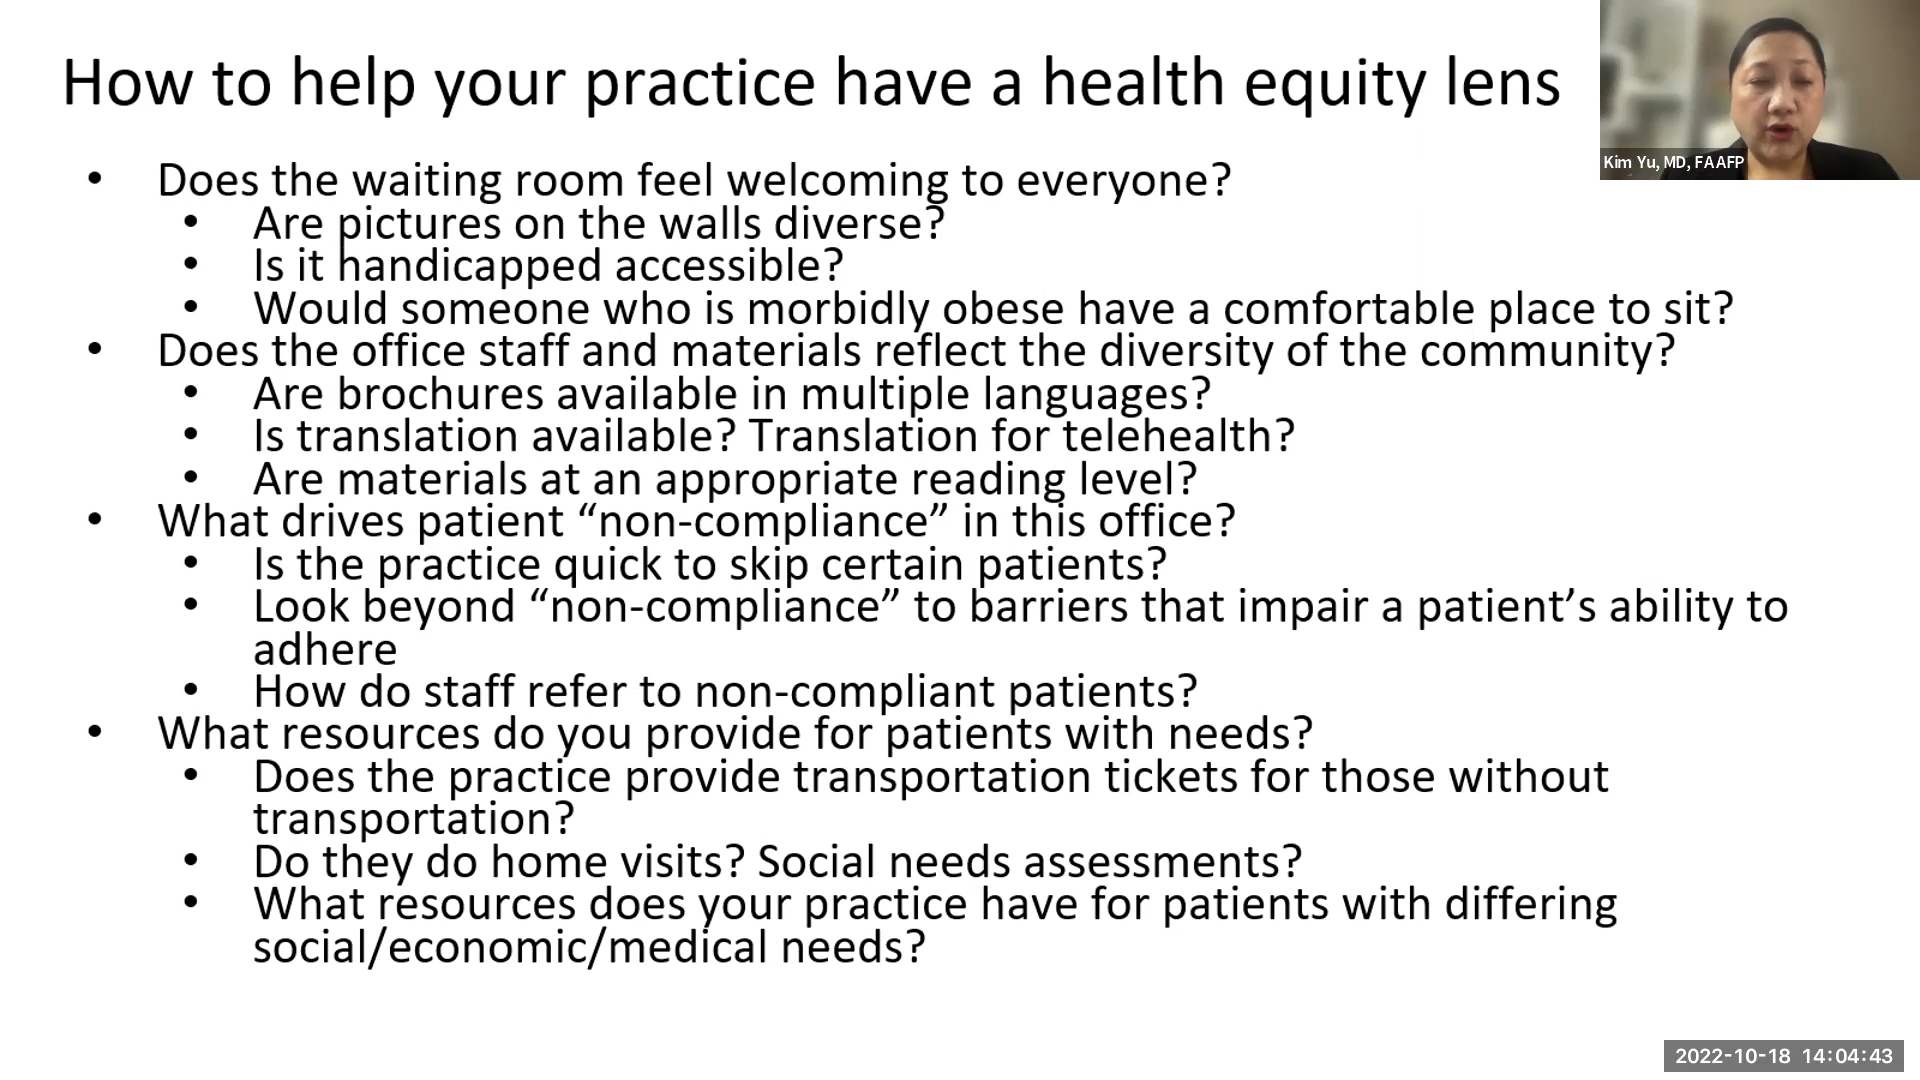 How to help your practice have a health equity lens
Kim Yu, MD, FAAFP
• Does the waiting room feel welcoming to everyone?
• Are pictures on the walls diverse?
• Is it handicapped accessible?
• Would someone who is morbidly obese have a comfortable place to sit?
• Does the office staff and materials reflect the diversity of the community?
• Are brochures available in multiple languages?
• Is translation available? Translation for telehealth?
• Are materials at an appropriate reading level?
• What drives patient “non-compliance” in this office?
• Is the practice quick to skip certain patients?
• Look beyond “non-compliance” to barriers that impair a patient’s ability to
adhere
• How do staff refer to non-compliant patients?
• What resources do you provide for patients with needs?
• Does the practice provide transportation tickets for those without
transportation?
• Do they do home visits? Social needs assessments?
• What resources does your practice have for patients with differing
social/economic/medical needs?
2022-10-18 14:04:43